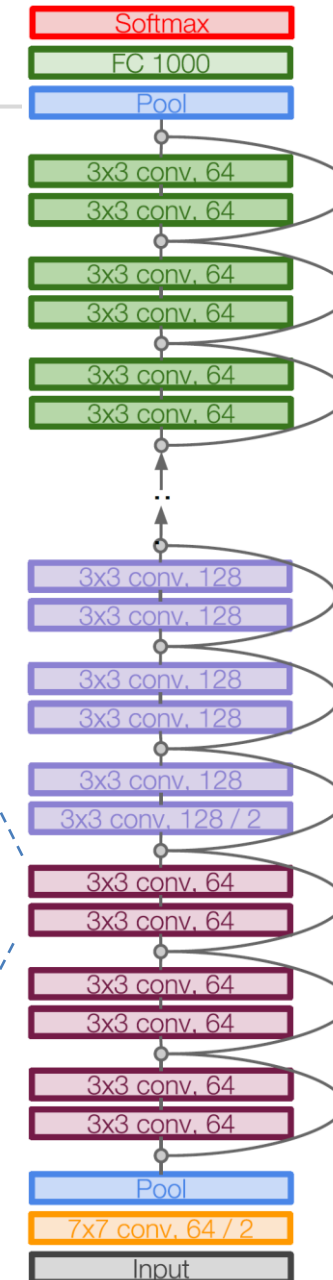 Softmax
FC 1000
Pool
3x3 conv, 64
3x3 conv, 64
3x3 conv, 64
3x3 conv, 64
3x3 conv, 64
3x3 conv, 64
..
3x3 conv, 128
3x3 conv, 128
3x3 conv, 128
3x3 conv, 128
3x3 conv, 128
3x3 conv, 128 / 2
3x3 conv, 64
3x3 conv, 64
3x3 conv, 64
3x3 conv, 64
3x3 conv, 64
3x3 conv, 64
Pool
7x7 conv, 64 / 2
Input